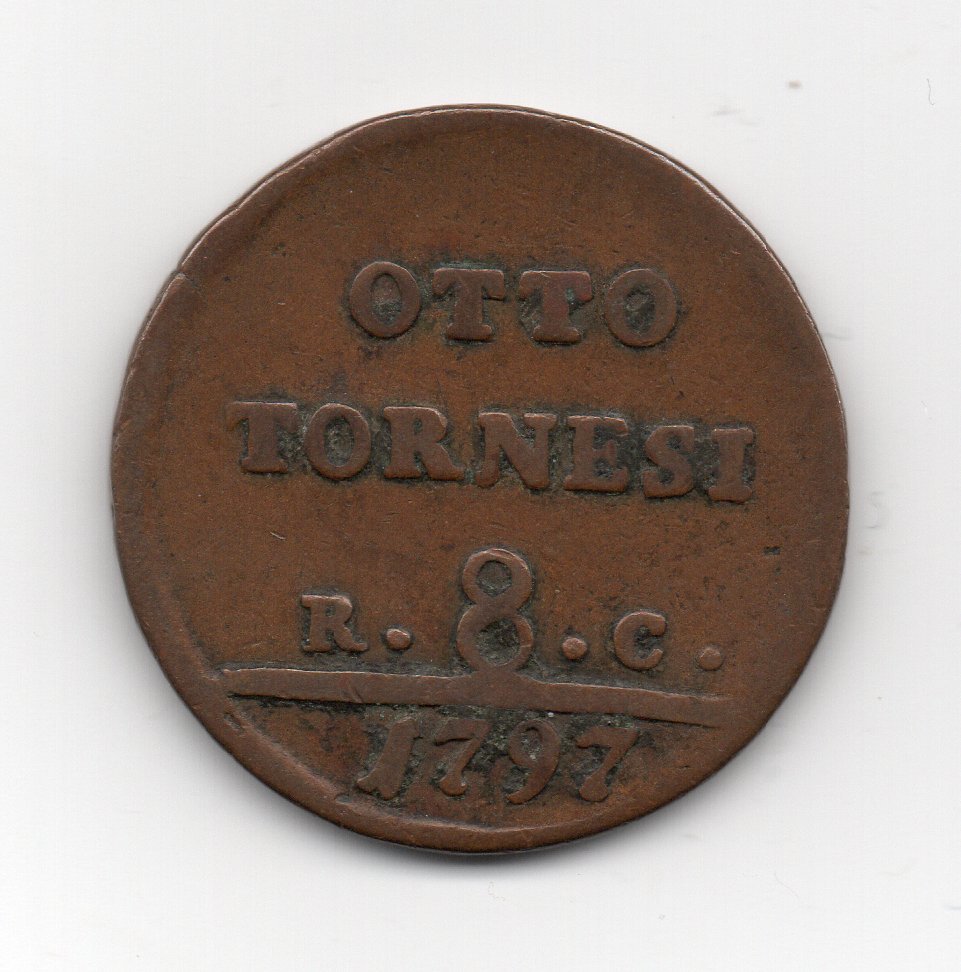 OTTO
TORNESI
R. 8. C.
1797